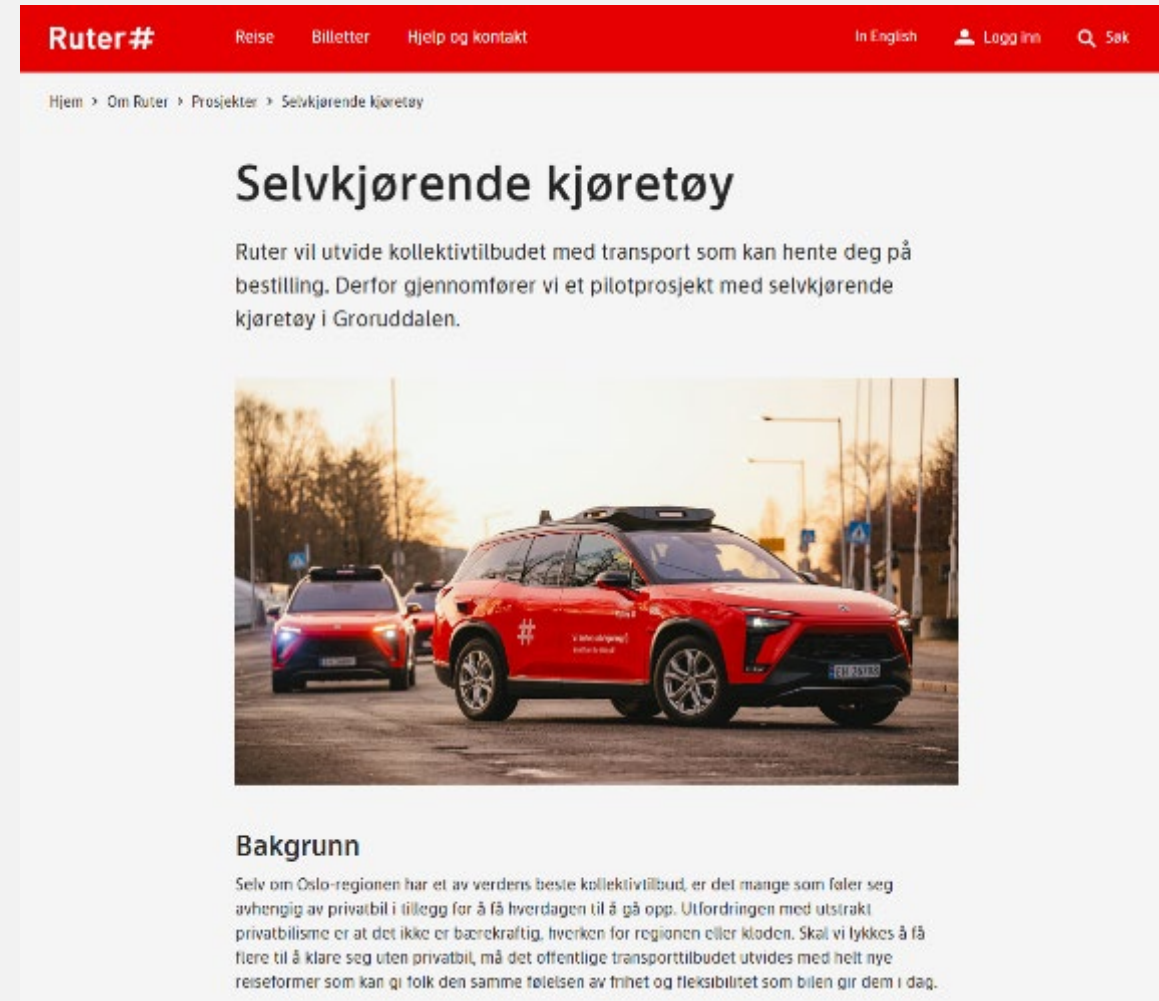 Ruter#
Reise Billetter Hjelp og kontakt In English Logg inn Søk
Hjem > Om Ruter > Prosjekter > Selvkjørende kjøretøy
Selvkjørende kjøretøy
Ruter vil utvide kollektivtilbudet med transport som kan hente deg på
bestilling. Derfor gjennomfører vi et pilotprosjekt med selvkjørende
kjøretøy i Groruddalen.
#
Bakgrunn
Selv om Oslo-regionen har et av verdens beste kollektivtilbud, er det mange som føler seg
avhengig av privatbil i tillegg for å få hverdagen til å gå opp. Utfordringen med utstrakt
privatbilisme er at det ikke er bærekraftig, hverken for regionen eller kloden. Skal vi lykkes å få
flere til å klare seg uten privatbil, må det offentlige transporttilbudet utvides med helt nye
reiseformer som kan gi folk den samme følelsen av frihet og fleksibilitet som bilen gir dem i dag.